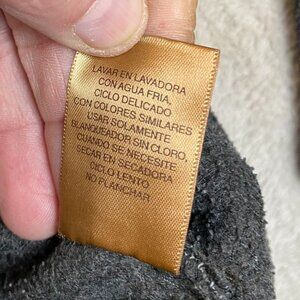 LAVAR EN LAVADORA
CON AGUA FRIA,
CICLO DELICADO
CON COLORES SIMILARES
USAR SOLAMENTE
BLANQUEADOR SIN CLORO,
CUANDO SE NECESITE
SECAR EN SECADORA
CICLO LENTO
NO PLANCHAR